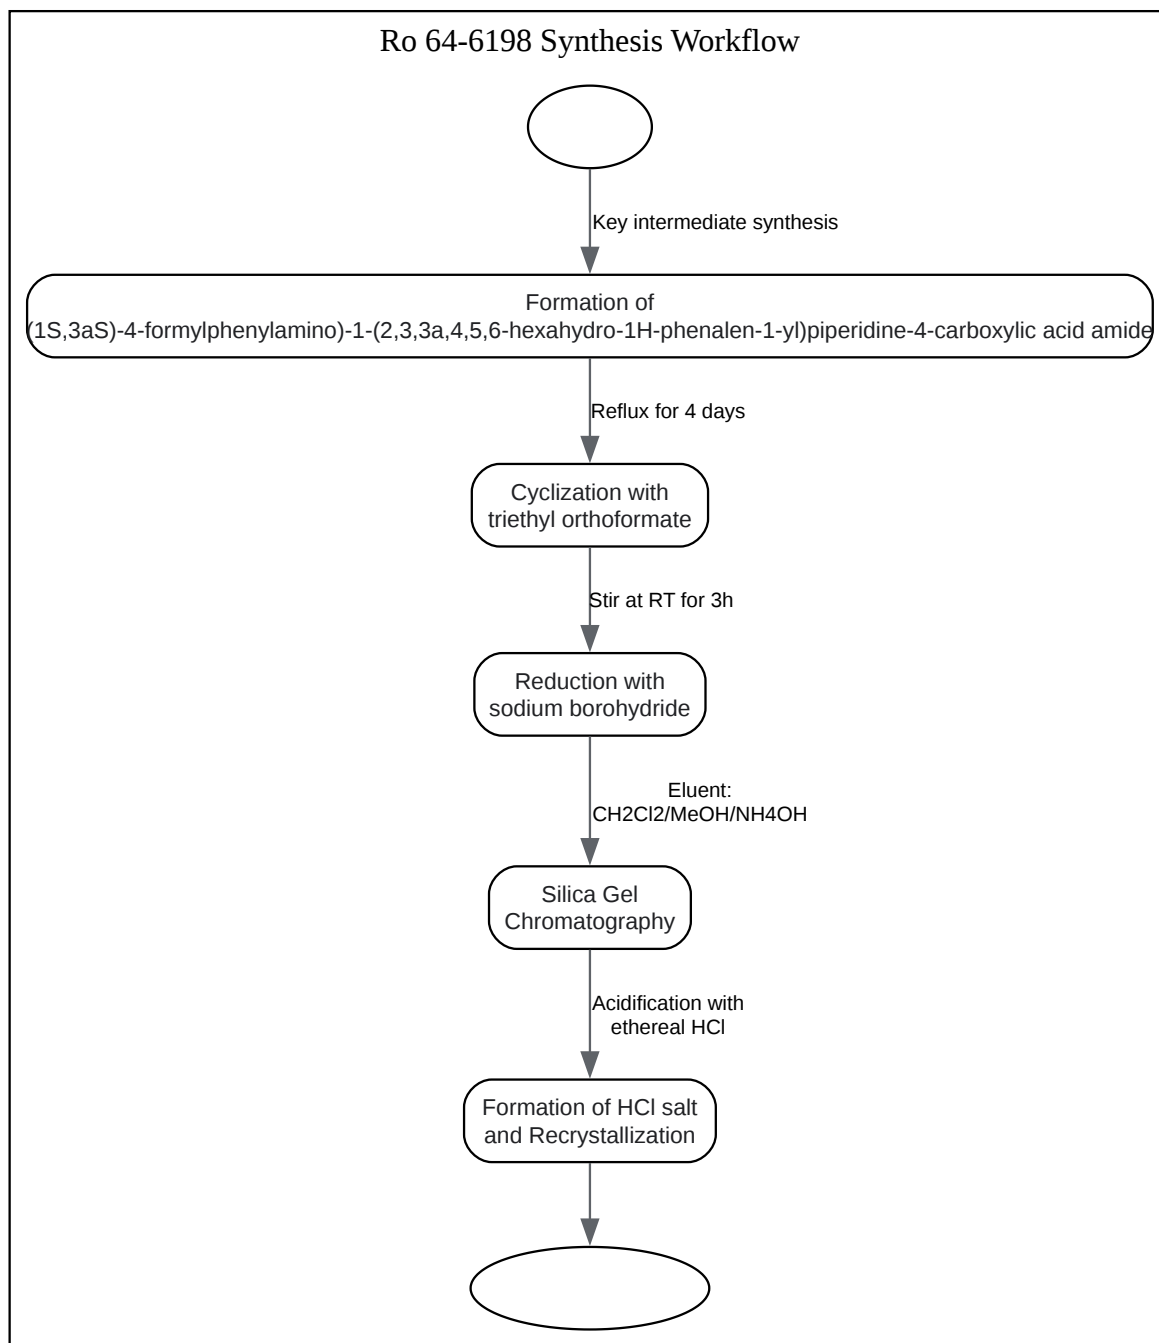 Ro 64-6198 Synthesis Workflow
Key intermediate synthesis
Formation of
(1S,3aS)-4-formylphenylamino)-1-(2,3,3a,4,5,6-hexahydro-1H-phenalen-1-yl)piperidine-4-carboxylic acid amide
Reflux for 4 days
Cyclization with
triethyl orthoformate
Stir at RT for 3h
Reduction with
sodium borohydride
Eluent:
CH2Cl2/MeOH/NH4OH
Silica Gel
Chromatography
Acidification with
ethereal HCl
Formation of HCl salt
and Recrystallization